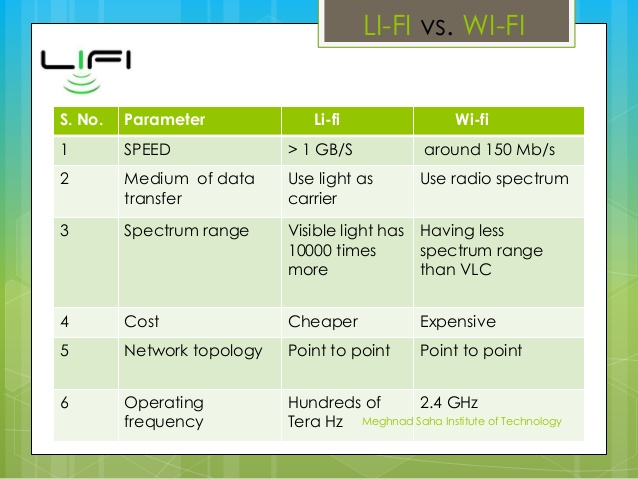 LI-FI vs. WI-FI
LIFI
S. No. Parameter Li-fi Wi-fi
1 SPEED > 1 GB/S around 150 Mb/s
2 Medium of data Use light as Use radio spectrum
transfer carrier
3 Spectrum range Visible light has Having less
10000 times spectrum range
more than VLC
4 Cost Cheaper Expensive
5 Network topology Point to point Point to point
6 Operating Hundreds of 2.4 GHz
frequency Tera Hz Meghnad Saha Institute of Technology